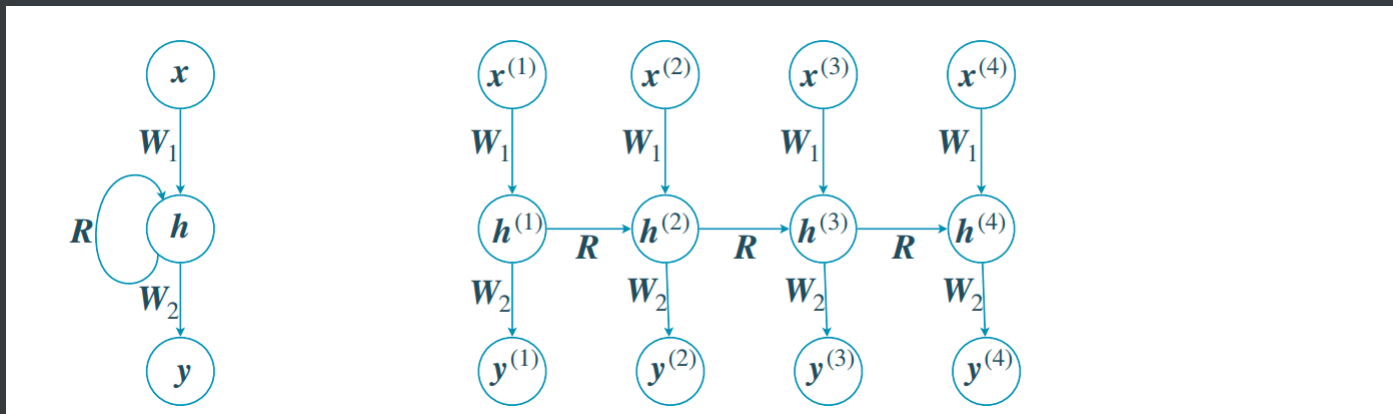 x x⁽¹⁾ x⁽²⁾ x⁽³⁾ x⁽⁴⁾
W₁ W₁ W₁ W₁ W₁
R h h⁽¹⁾ R h⁽²⁾ R h⁽³⁾ R h⁽⁴⁾
W₂ W₂ W₂ W₂ W₂
y y⁽¹⁾ y⁽²⁾ y⁽³⁾ y⁽⁴⁾